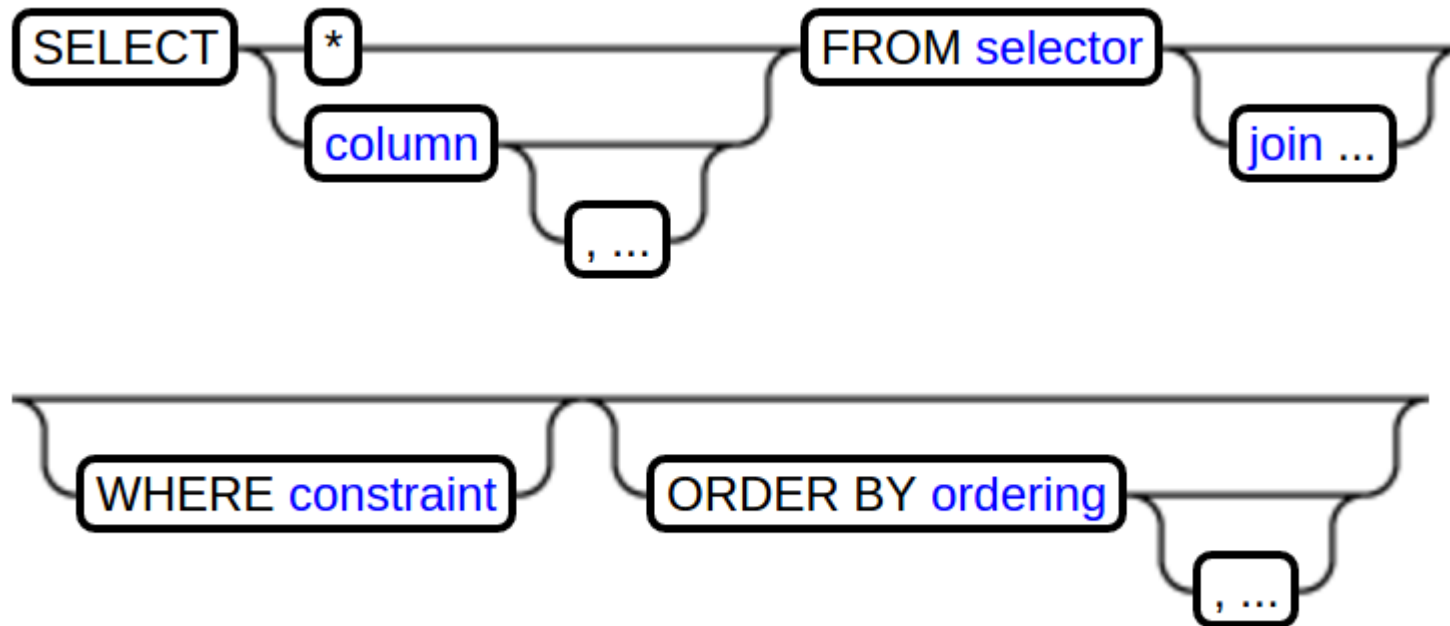 SELECT * FROM selector
column join ...
, ...
WHERE constraint ORDER BY ordering
, ...